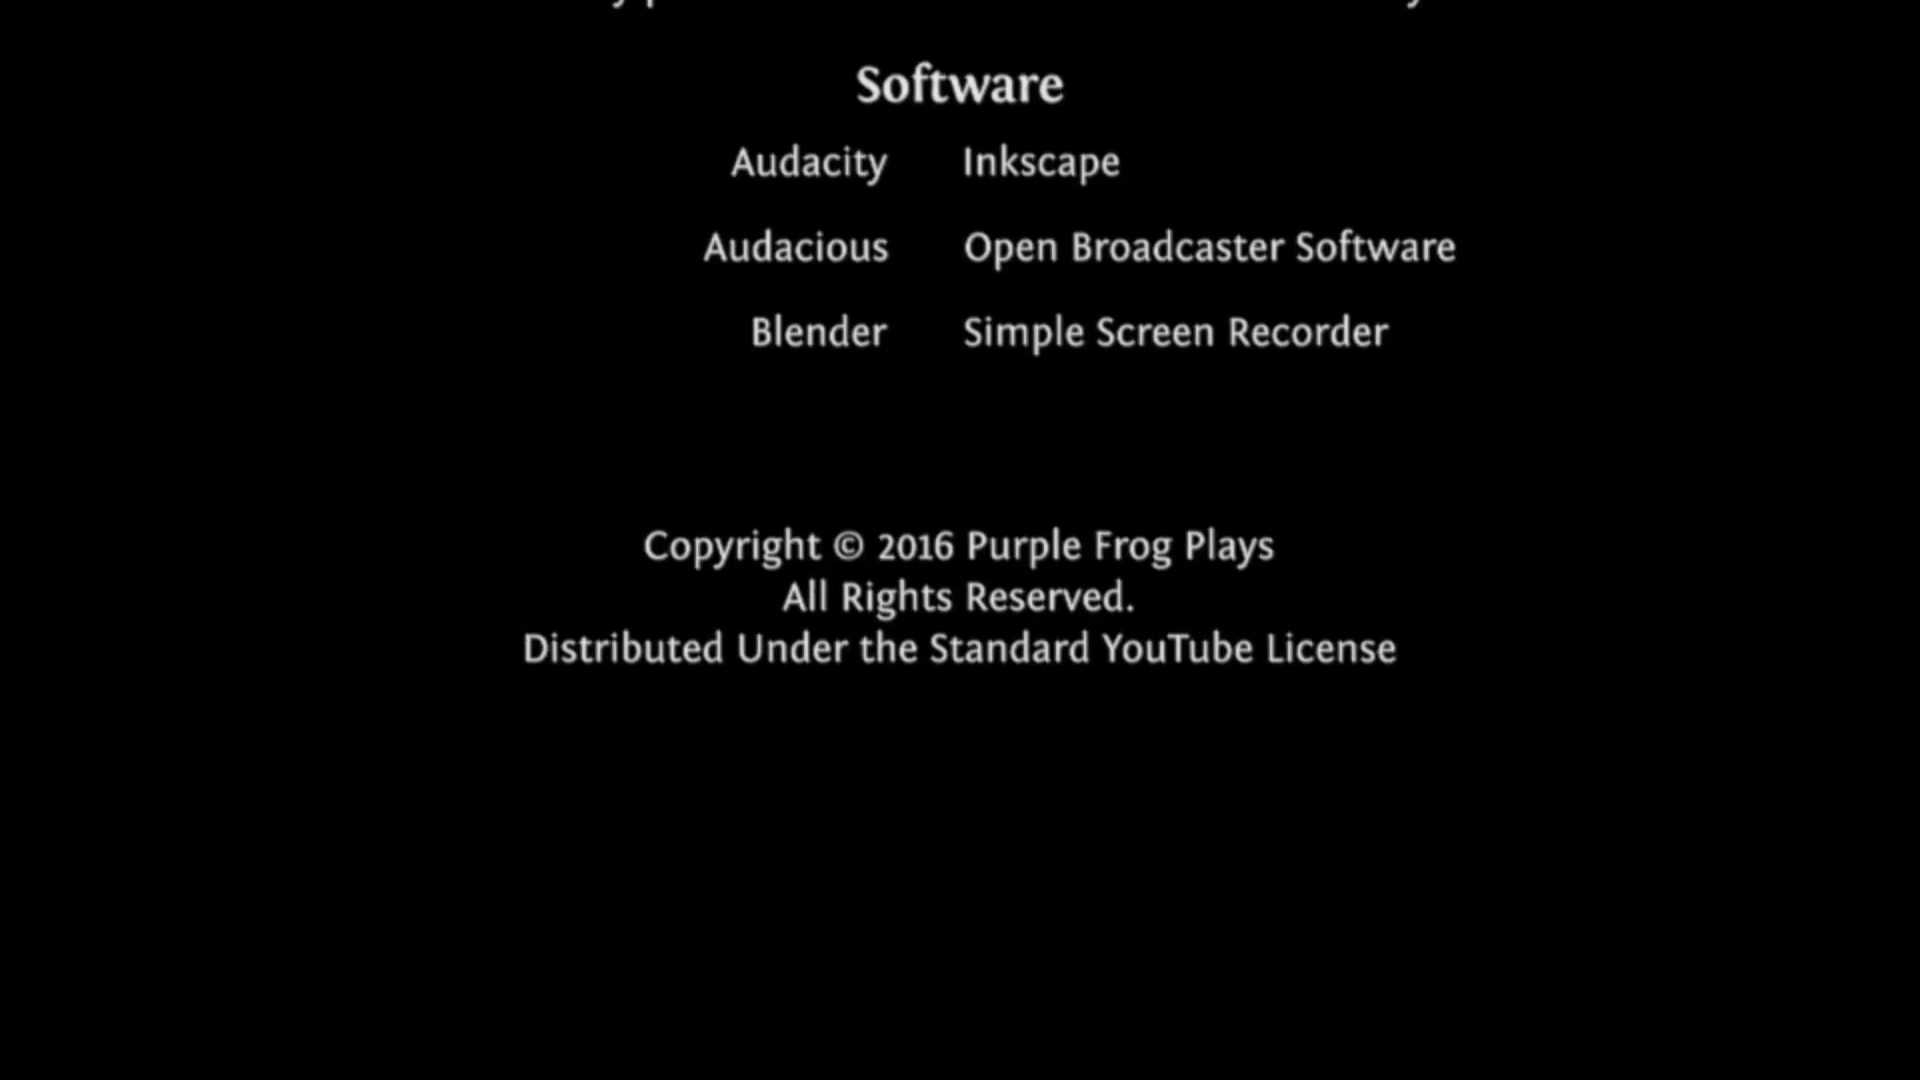 Software
Audacity Inkscape
Audacious Open Broadcaster Software
Blender Simple Screen Recorder
Copyright © 2016 Purple Frog Plays
All Rights Reserved.
Distributed Under the Standard YouTube License